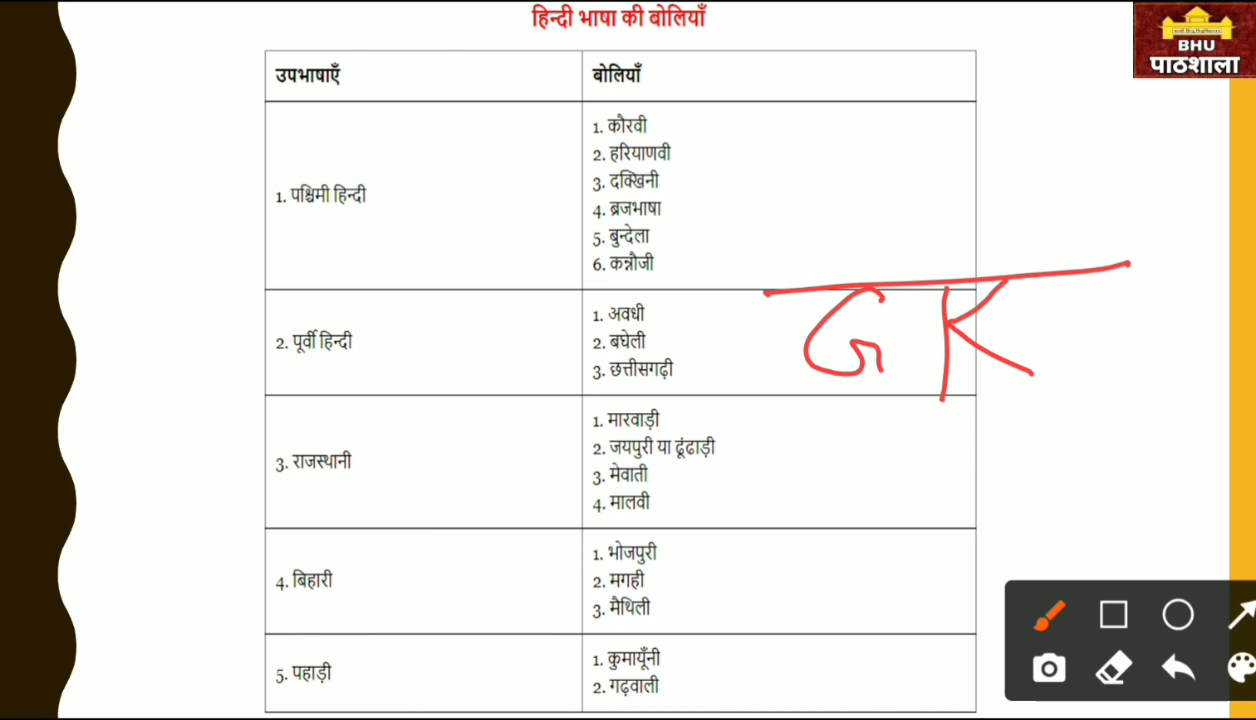 हिन्दी भाषा की बोलियाँ
BHU
पाठशाला
उपभाषाएँ
बोलियाँ
1. पश्चिमी हिन्दी
1. कौरवी
2. हरियाणवी
3. दक्खिनी
4. ब्रजभाषा
5. बुन्देला
6. कन्नौजी
GK
2. पूर्वी हिन्दी
1. अवधी
2. बघेली
3. छत्तीसगढ़ी
3. राजस्थानी
1. मारवाड़ी
2. जयपुरी या ढूंढाड़ी
3. मेवाती
4. मालवी
4. बिहारी
1. भोजपुरी
2. मगही
3. मैथिली
5. पहाड़ी
1. कुमायूँनी
2. गढ़वाली